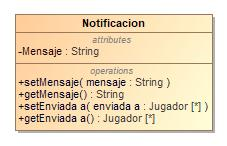 Notificacion
attributes
-Mensaje : String
operations
+setMensaje( mensaje : String )
+getMensaje() : String
+setEnviada a( enviada a : Jugador [*] )
+getEnviada a() : Jugador [*]